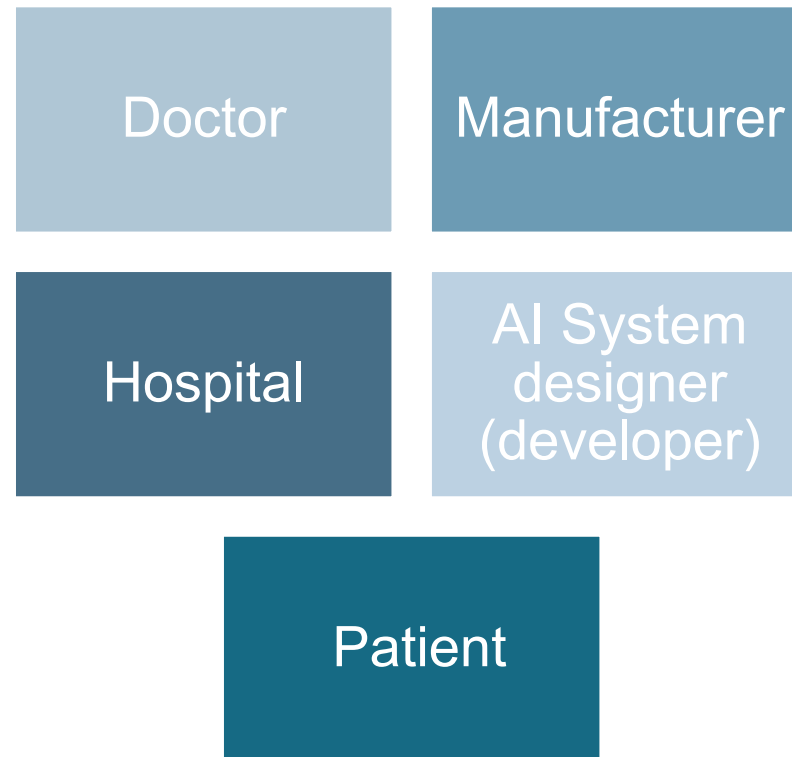 Doctor
Manufacturer
Hospital
AI System
designer
(developer)
Patient